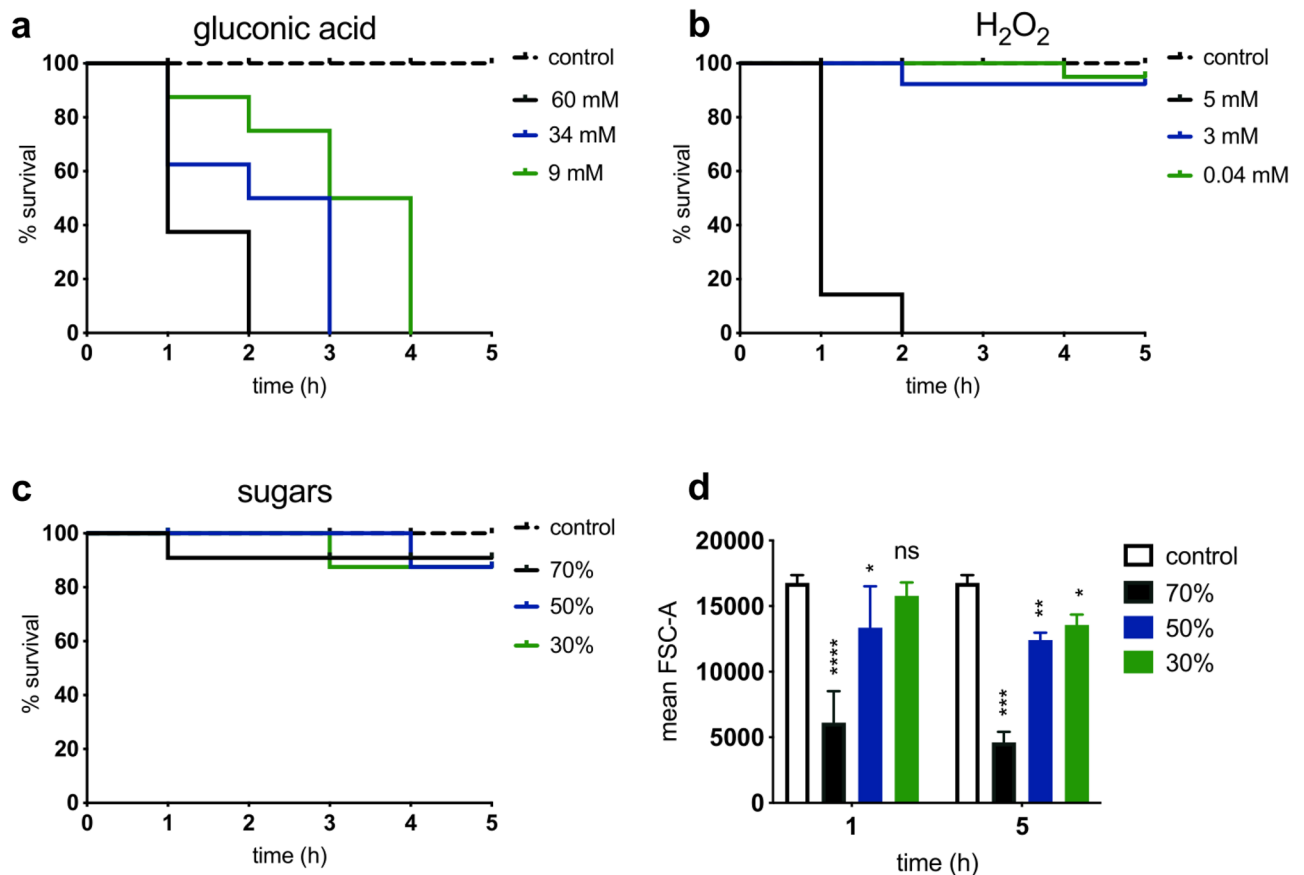 a
gluconic acid
% survival
100
80
60
40
20
0
0 1 2 3 4 5
time (h)
control
60 mM
34 mM
9 mM
b
H₂O₂
% survival
100
80
60
40
20
0
0 1 2 3 4 5
time (h)
control
5 mM
3 mM
0.04 mM
c
sugars
% survival
100
80
60
40
20
0
0 1 2 3 4 5
time (h)
control
70%
50%
30%
d
mean FSC-A
20000
15000
10000
5000
0
**** * ns
*** ** *
1 5
time (h)
control
70%
50%
30%